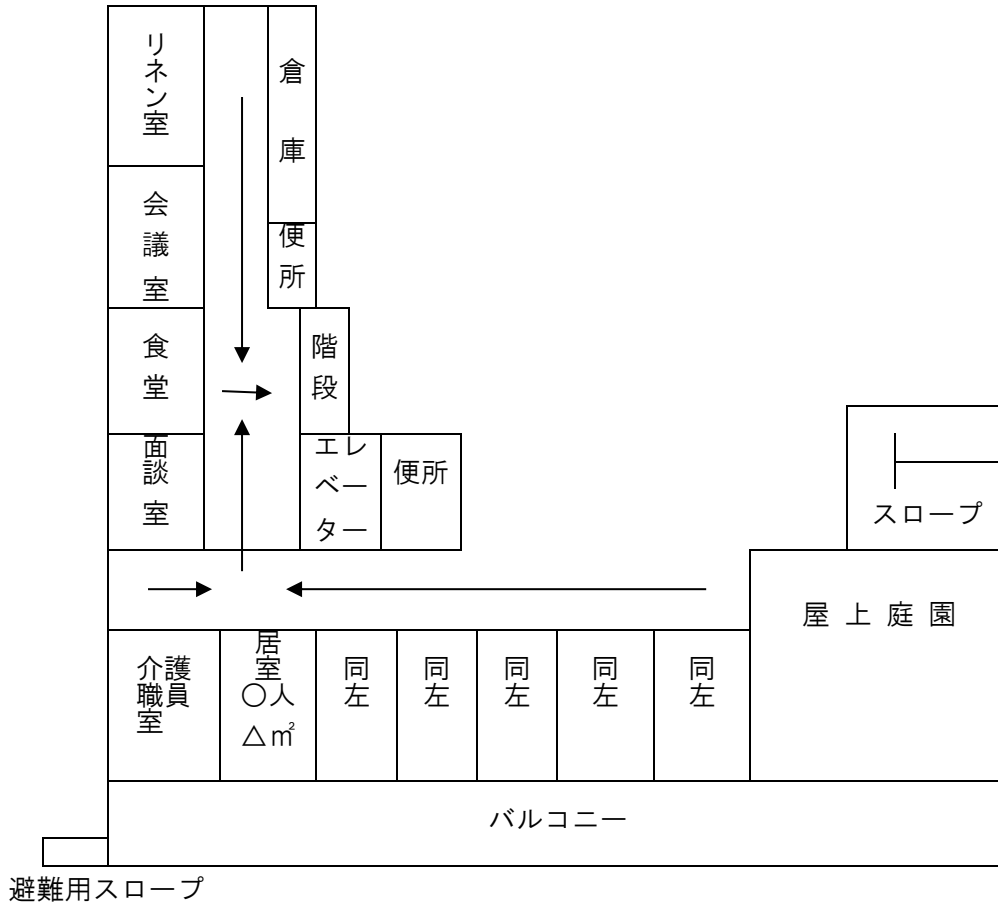 リネン室
倉庫
会議室
便所
食堂
階段
面談室
エレベーター
便所
スロープ
屋上庭園
介護職員室
居室
〇人
△㎡
同左
同左
同左
同左
同左
バルコニー
避難用スロープ